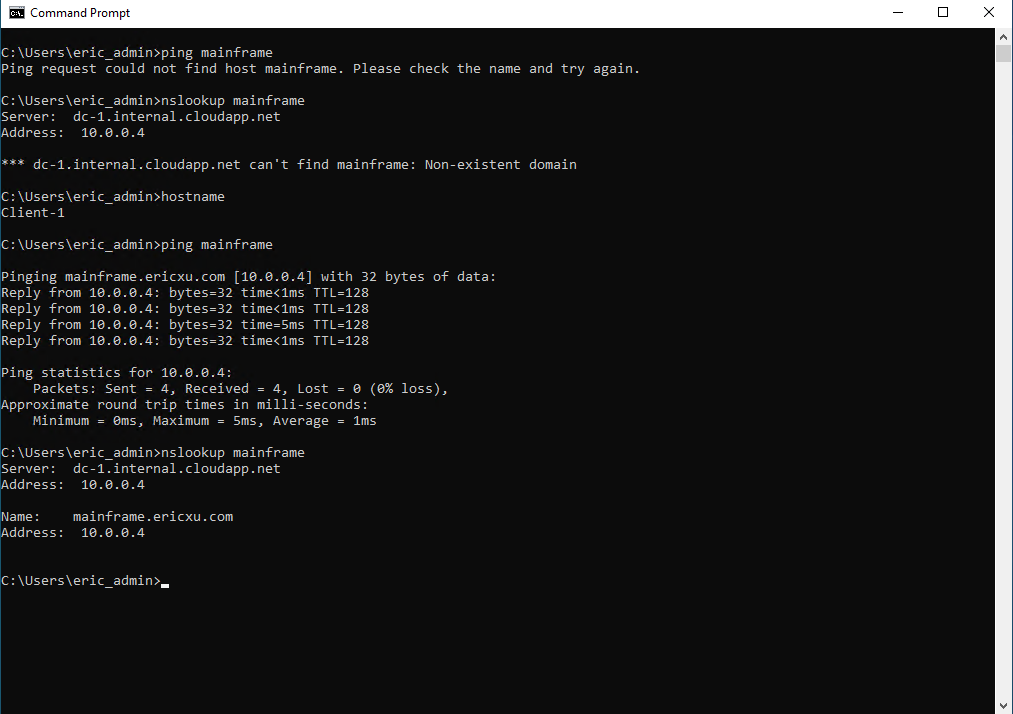 Command Prompt
C:\Users\eric_admin>ping mainframe
Ping request could not find host mainframe. Please check the name and try again.
C:\Users\eric_admin>nslookup mainframe
Server:  dc-1.internal.cloudapp.net
Address:  10.0.0.4
*** dc-1.internal.cloudapp.net can't find mainframe: Non-existent domain
C:\Users\eric_admin>hostname
Client-1
C:\Users\eric_admin>ping mainframe
Pinging mainframe.ericxu.com [10.0.0.4] with 32 bytes of data:
Reply from 10.0.0.4: bytes=32 time<1ms TTL=128
Reply from 10.0.0.4: bytes=32 time<1ms TTL=128
Reply from 10.0.0.4: bytes=32 time=5ms TTL=128
Reply from 10.0.0.4: bytes=32 time<1ms TTL=128
Ping statistics for 10.0.0.4:
    Packets: Sent = 4, Received = 4, Lost = 0 (0% loss),
Approximate round trip times in milli-seconds:
    Minimum = 0ms, Maximum = 5ms, Average = 1ms
C:\Users\eric_admin>nslookup mainframe
Server:  dc-1.internal.cloudapp.net
Address:  10.0.0.4
Name:    mainframe.ericxu.com
Address:  10.0.0.4
C:\Users\eric_admin>